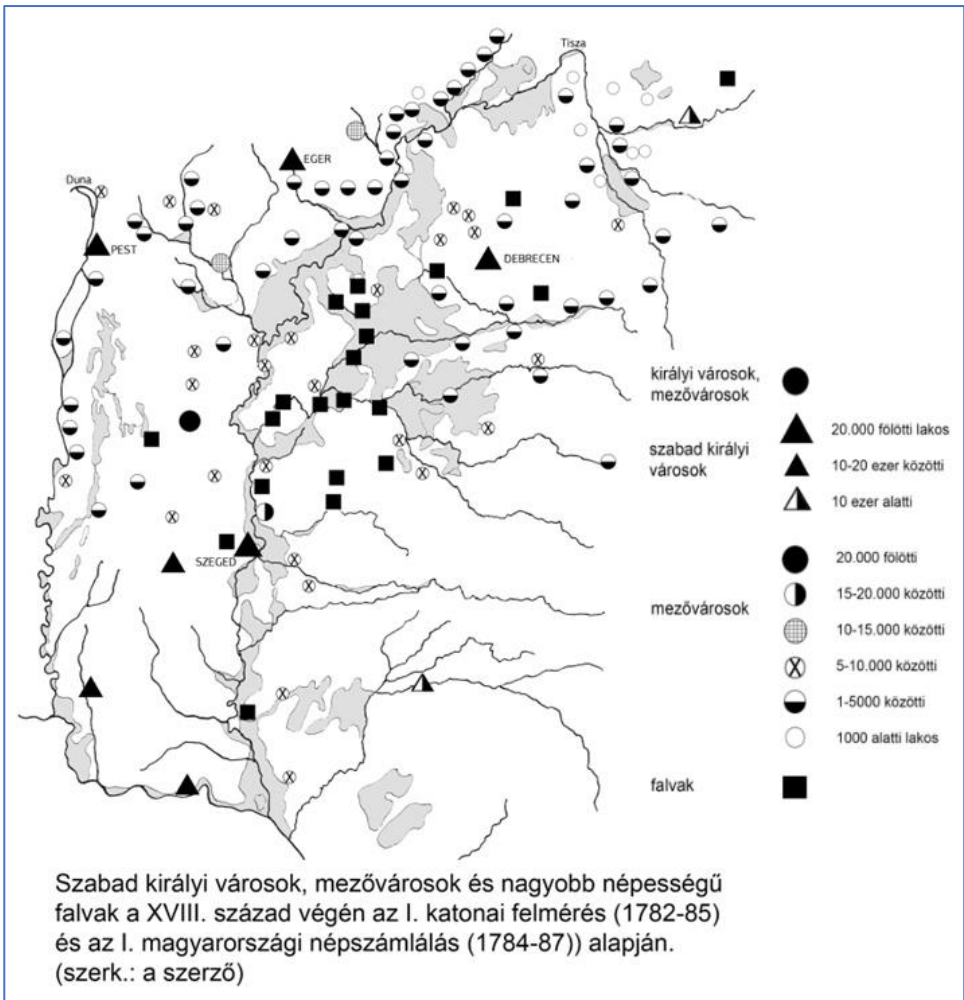 Tisza
EGER
Duna
PEST
DEBRECEN
SZEGED
királyi városok,
mezővárosok
szabad királyi
városok
20.000 fölötti lakos
10-20 ezer közötti
10 ezer alatti
mezővárosok
20.000 fölötti
15-20.000 közötti
10-15.000 közötti
5-10.000 közötti
1-5000 közötti
1000 alatti lakos
falvak
Szabad királyi városok, mezővárosok és nagyobb népességű
falvak a XVIII. század végén az I. katonai felmérés (1782-85)
és az I. magyarországi népszámlálás (1784-87)) alapján.
(szerk.: a szerző)